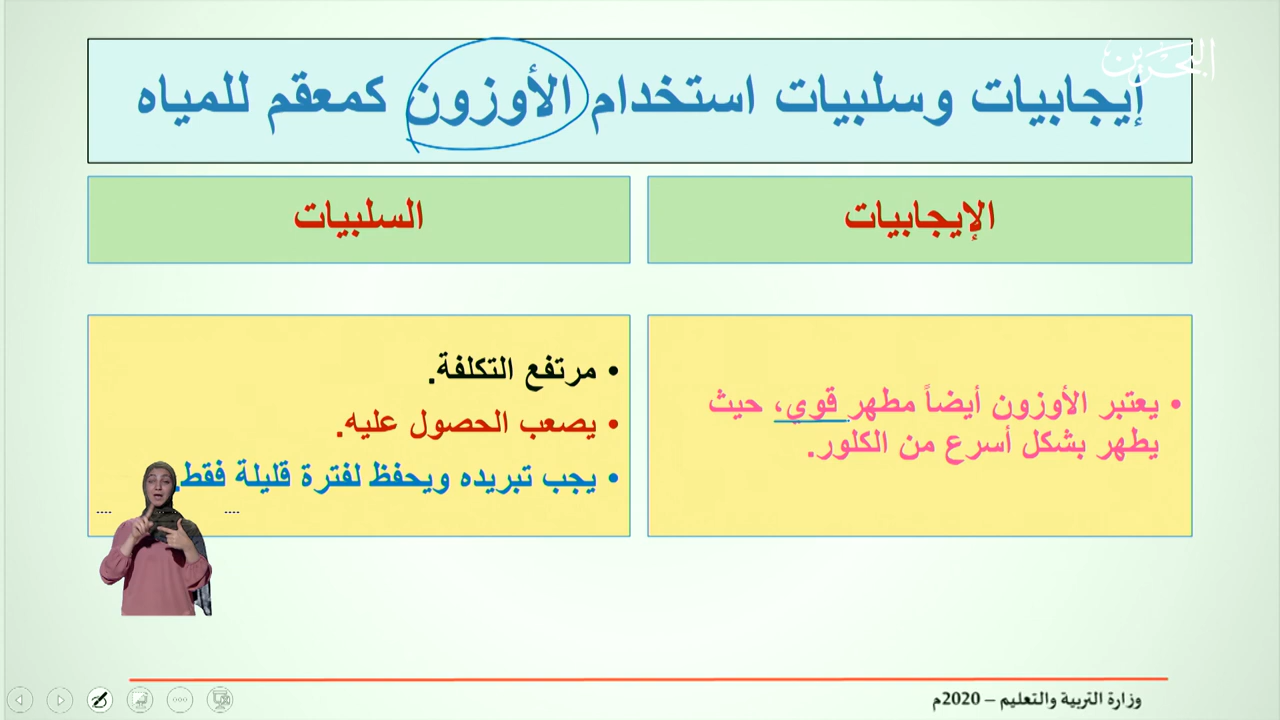 البحرين
إيجابيات وسلبيات استخدام الأوزون كمعقم للمياه
الإيجابيات
السلبيات
• يعتبر الأوزون أيضاً مطهر قوي، حيث
يطهر بشكل أسرع من الكلور.
• مرتفع التكلفة.
• يصعب الحصول عليه.
• يجب تبريده ويحفظ لفترة قليلة فقط.
وزارة التربية والتعليم – 2020م